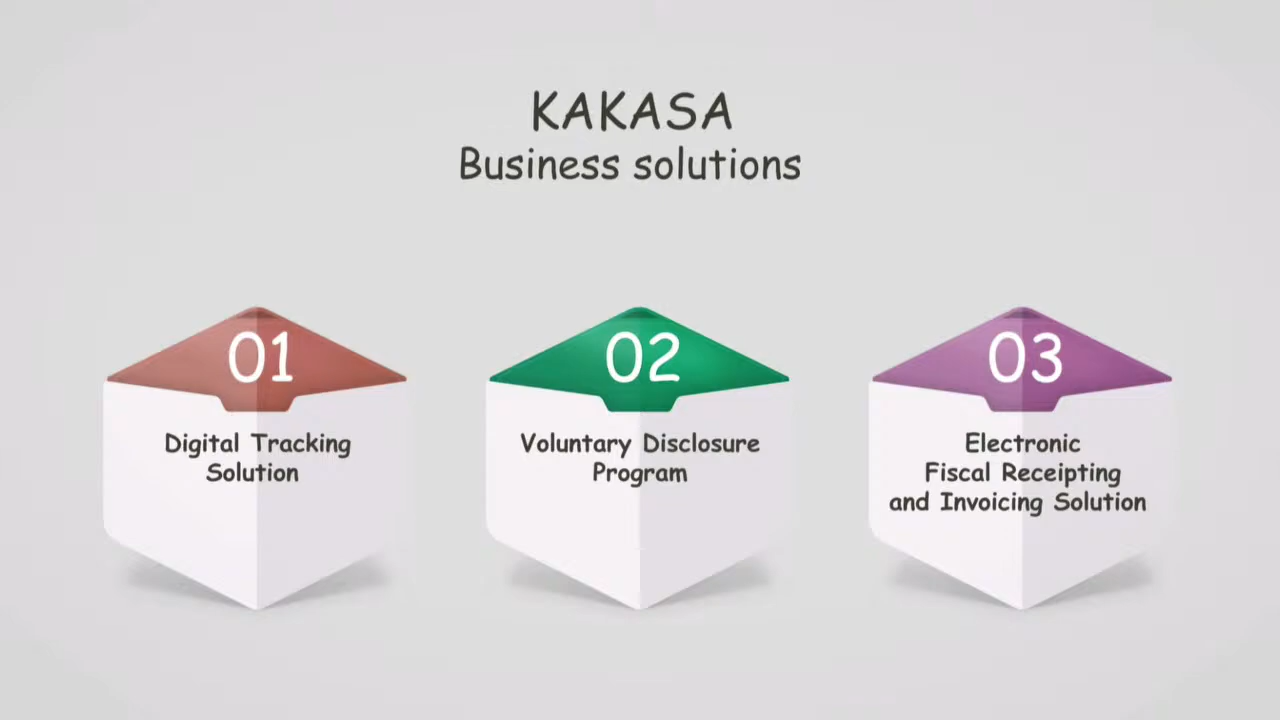 KAKASA
Business solutions
01
Digital Tracking
Solution
02
Voluntary Disclosure
Program
03
Electronic
Fiscal Receipting
and Invoicing Solution